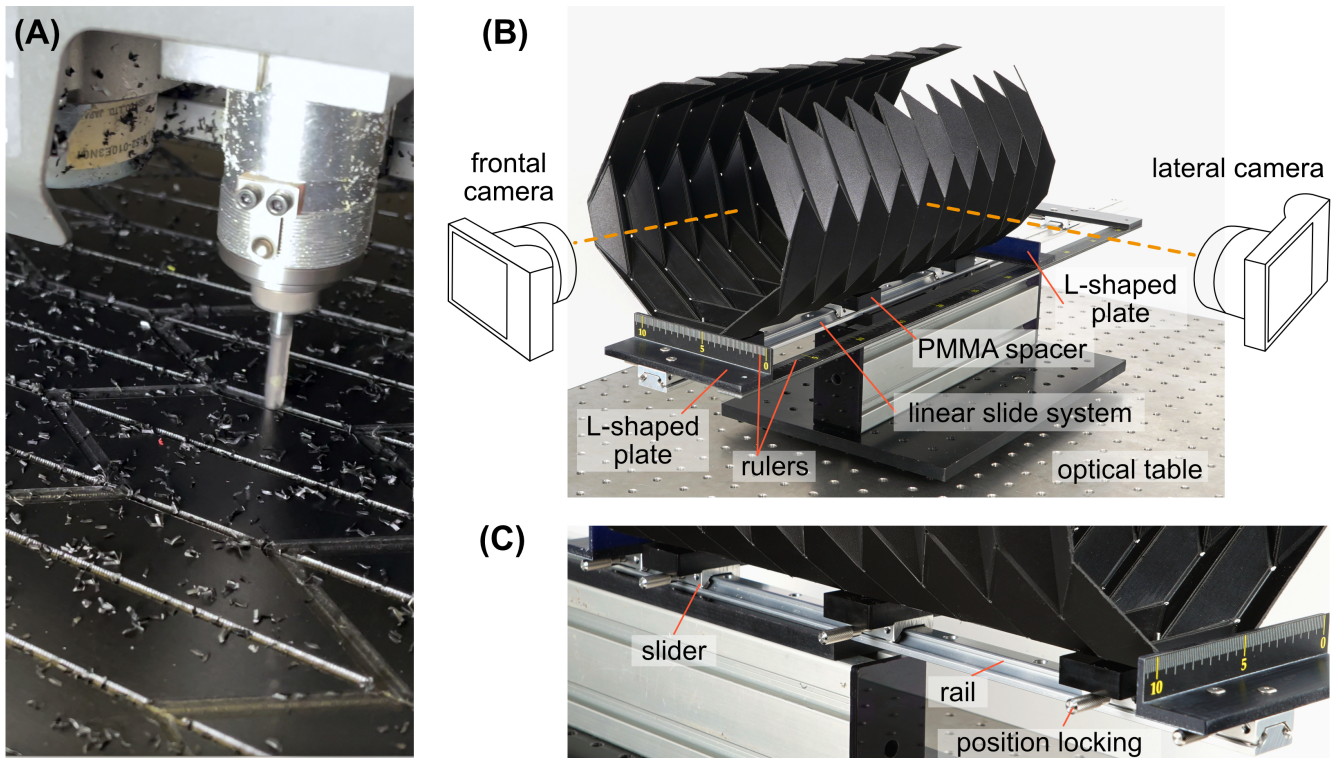 (A)
(B)
frontal
camera
lateral camera
L-shaped
plate
PMMA spacer
linear slide system
L-shaped
plate
rulers
optical table
10
5
0
(C)
slider
rail
position locking
10
5
0